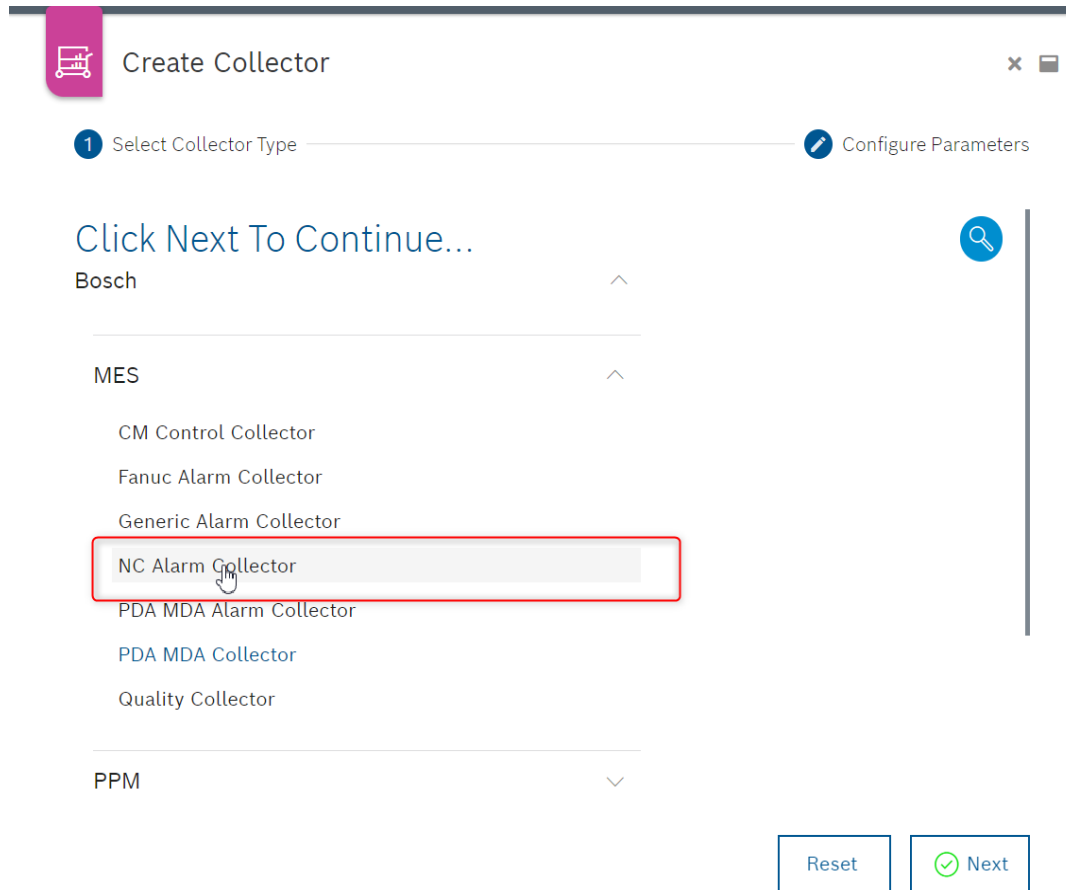 Create Collector
1 Select Collector Type
Configure Parameters
Click Next To Continue...
Bosch
MES
CM Control Collector
Fanuc Alarm Collector
Generic Alarm Collector
NC Alarm Collector
PDA MDA Alarm Collector
PDA MDA Collector
Quality Collector
PPM
Reset
Next